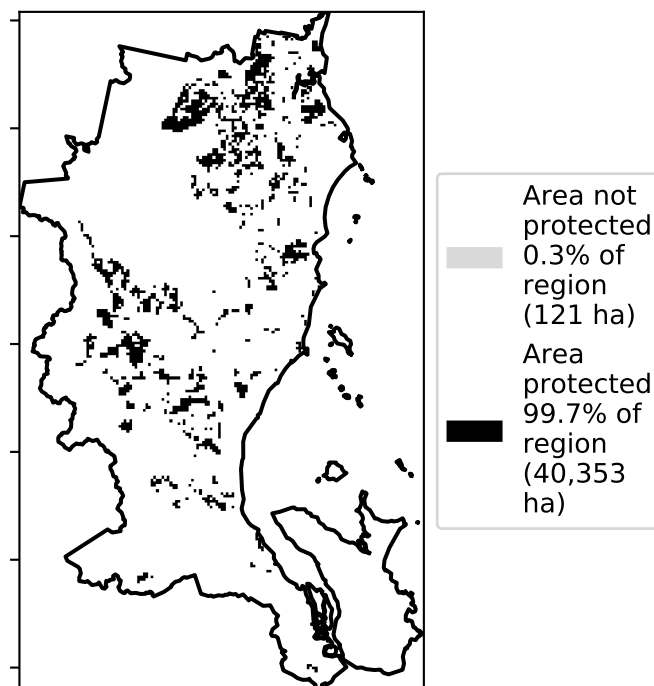 Area not
protected
0.3% of
region
(121 ha)
Area
protected
99.7% of
region
(40,353
ha)